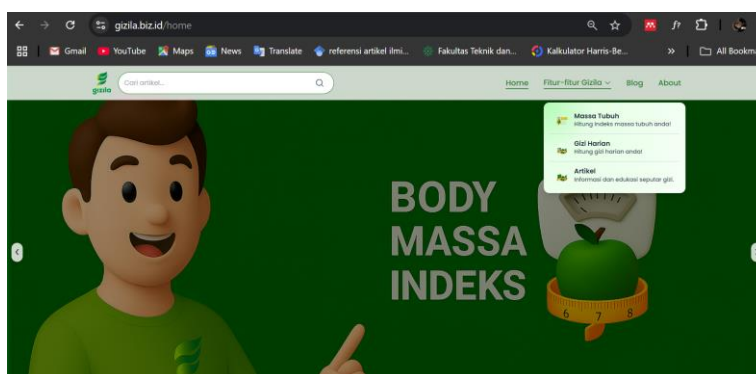 gizila.biz.id/home
Gmail YouTube Maps News Translate referensi artikel ilmi... Fakultas Teknik dan... Kalkulator Harris-Be... » All Bookm
gizila Cari artikel... Home Fitur-fitur Gizila Blog About
Massa Tubuh
Hitung indeks massa tubuh anda!
Gizi Harian
Hitung gizi harian anda!
Artikel
Informasi dan edukasi seputar gizi.
BODY
MASSA
INDEKS
6 7 8